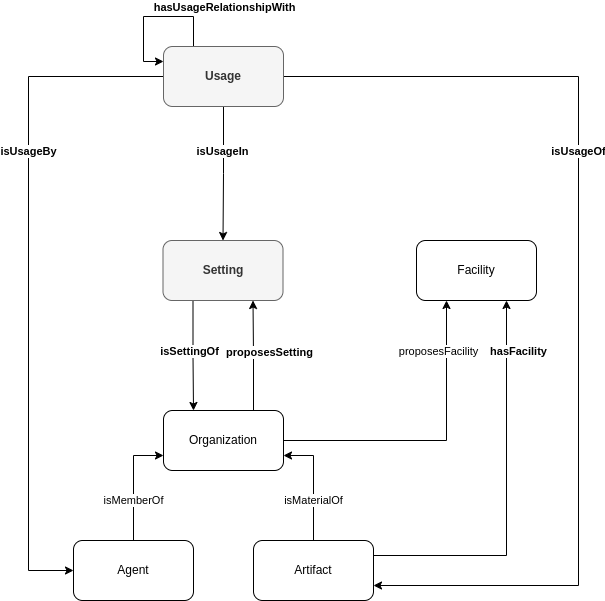 hasUsageRelationshipWith
Usage
isUsageBy
isUsageIn
isUsageOf
Setting
Facility
isSettingOf
proposesSetting
proposesFacility
hasFacility
Organization
isMemberOf
isMaterialOf
Agent
Artifact